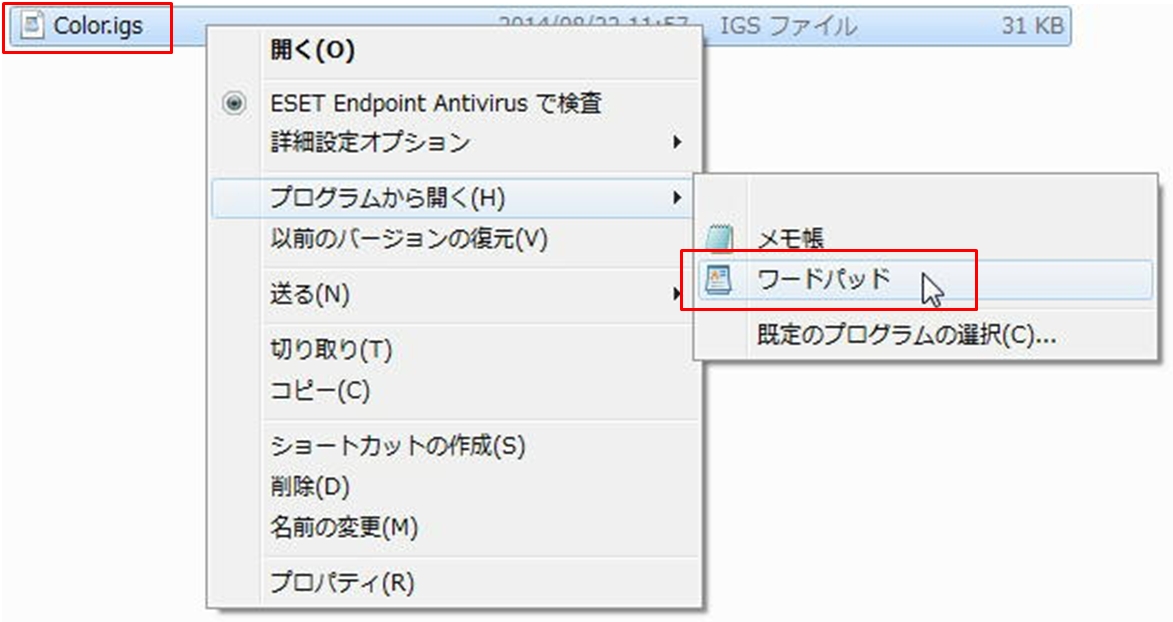 Color.igs IGS ファイル 31 KB
開く(O)
ESET Endpoint Antivirus で検査
詳細設定オプション
プログラムから開く(H)
以前のバージョンの復元(V)
送る(N)
切り取り(T)
コピー(C)
ショートカットの作成(S)
削除(D)
名前の変更(M)
プロパティ(R)
メモ帳
ワードパッド
既定のプログラムの選択(C)...